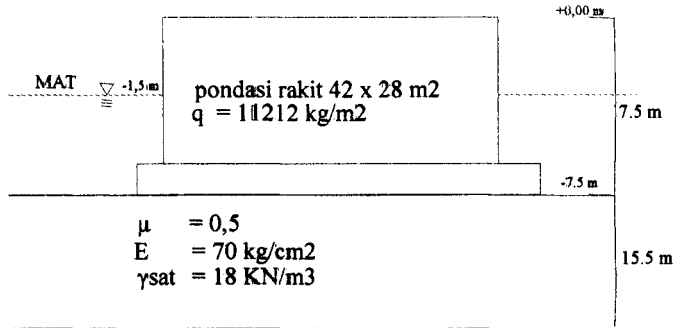 +0,00 m
MAT
-1,5 m
pondasi rakit 42 x 28 m2
q = 11212 kg/m2
7.5 m
-7.5 m
μ = 0,5
E = 70 kg/cm2
γsat = 18 KN/m3
15.5 m